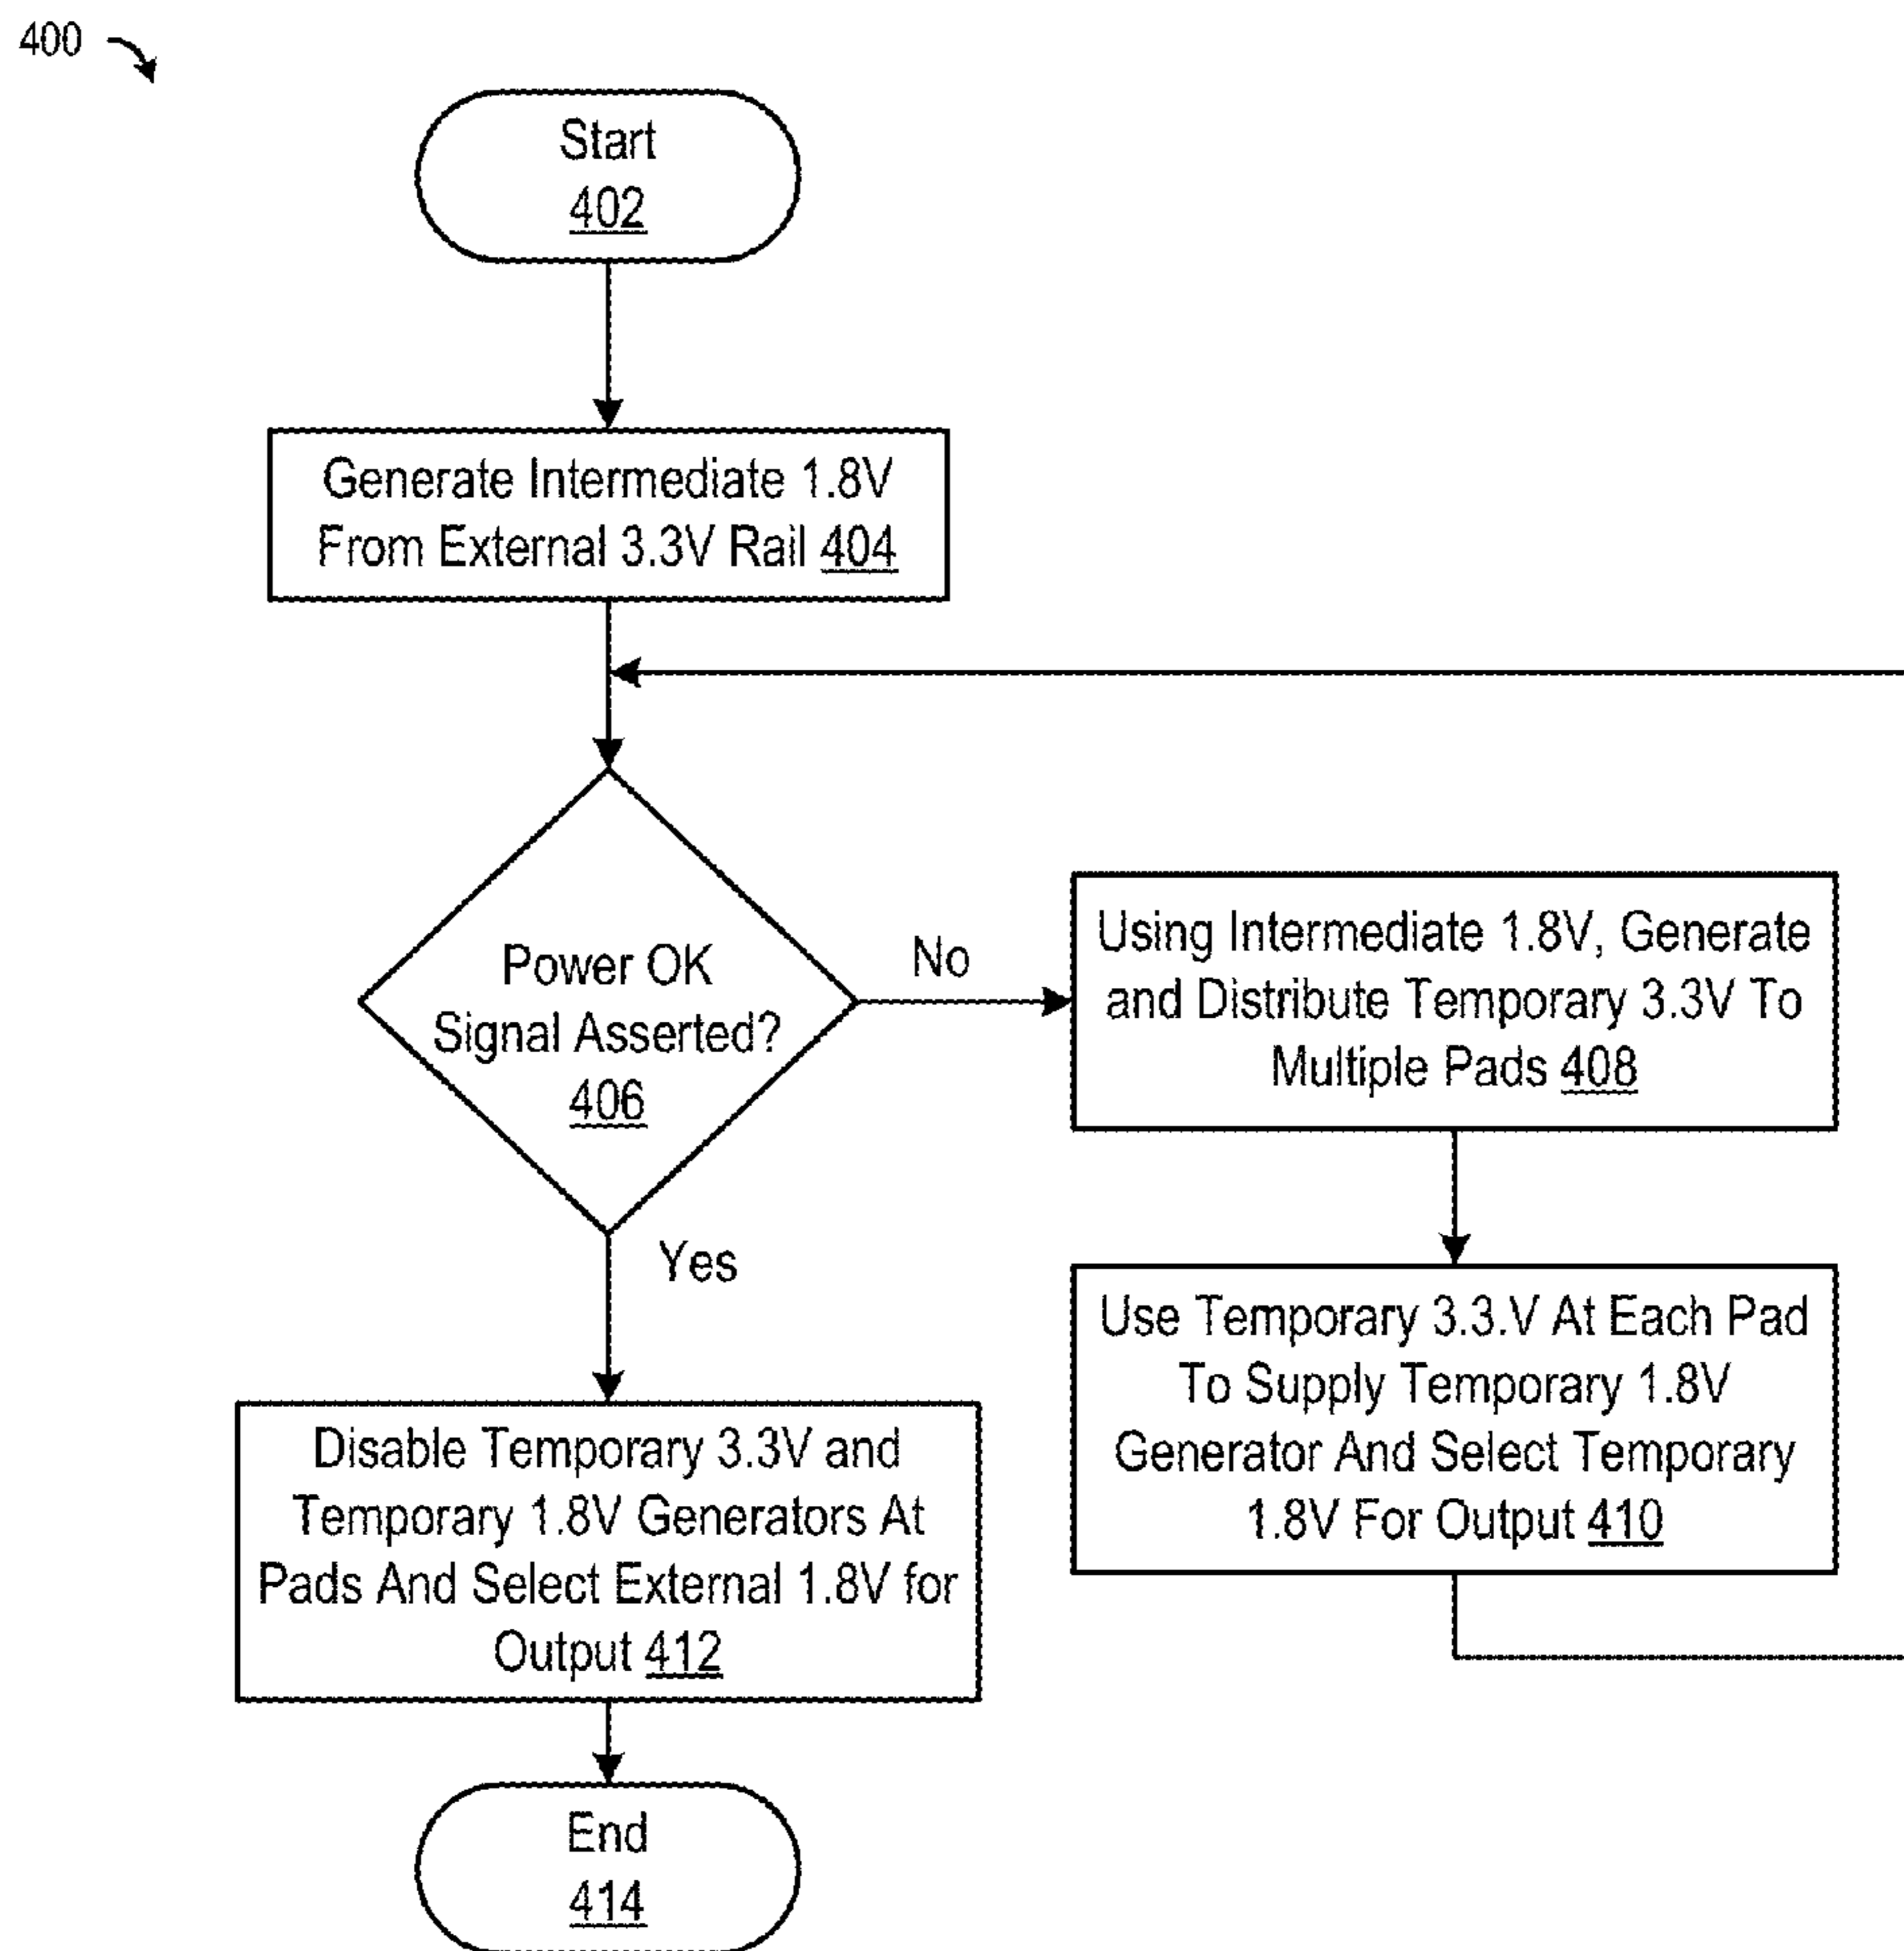 400
Start
402
Generate Intermediate 1.8V
From External 3.3V Rail 404
Power OK
Signal Asserted?
406
No
Using Intermediate 1.8V, Generate
and Distribute Temporary 3.3V To
Multiple Pads 408
Yes
Use Temporary 3.3.V At Each Pad
To Supply Temporary 1.8V
Generator And Select Temporary
1.8V For Output 410
Disable Temporary 3.3V and
Temporary 1.8V Generators At
Pads And Select External 1.8V for
Output 412
End
414